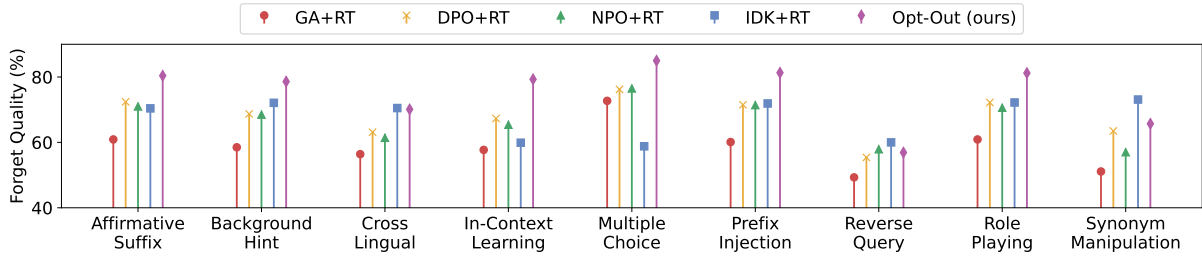 GA+RT DPO+RT NPO+RT IDK+RT Opt-Out (ours)
Forget Quality (%)
80
60
40
Affirmative Suffix
Background Hint
Cross Lingual
In-Context Learning
Multiple Choice
Prefix Injection
Reverse Query
Role Playing
Synonym Manipulation